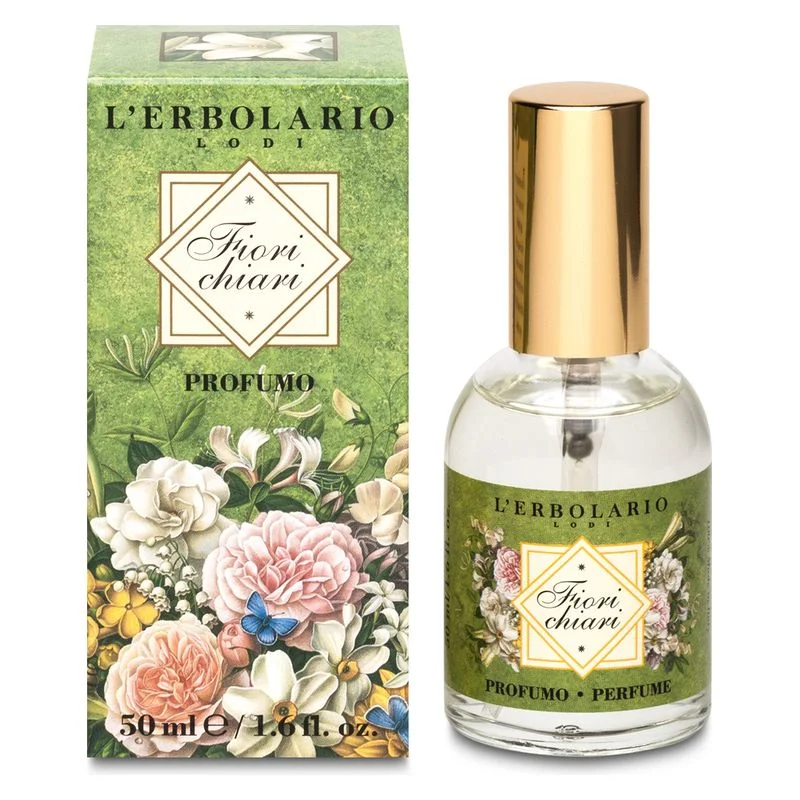 L'ERBOLARIO
LODI
Fiori
chiari
PROFUMO
50 ml ℮ / 1.6 fl. oz.
L'ERBOLARIO
LODI
Fiori
chiari
PROFUMO • PERFUME